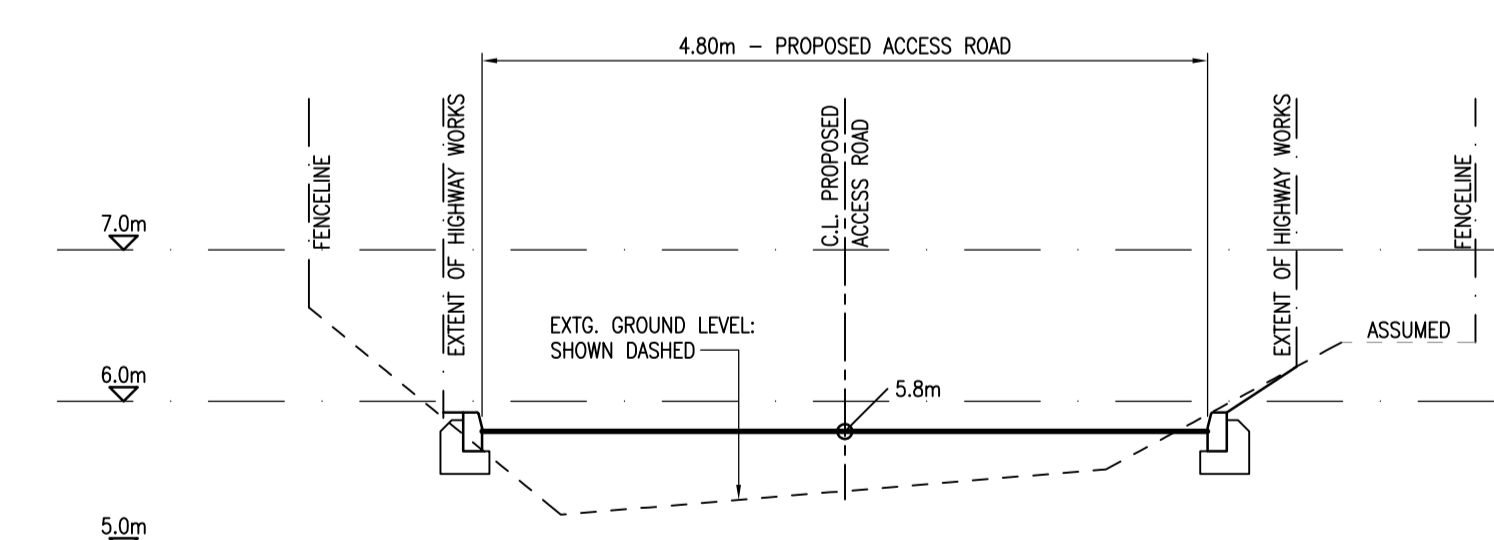 4.80m – PROPOSED ACCESS ROAD
FENCELINE
EXTENT OF HIGHWAY WORKS
C.L. PROPOSED
ACCESS ROAD
EXTENT OF HIGHWAY WORKS
FENCELINE
7.0m
EXTG. GROUND LEVEL:
SHOWN DASHED
ASSUMED
6.0m
5.8m
5.0m